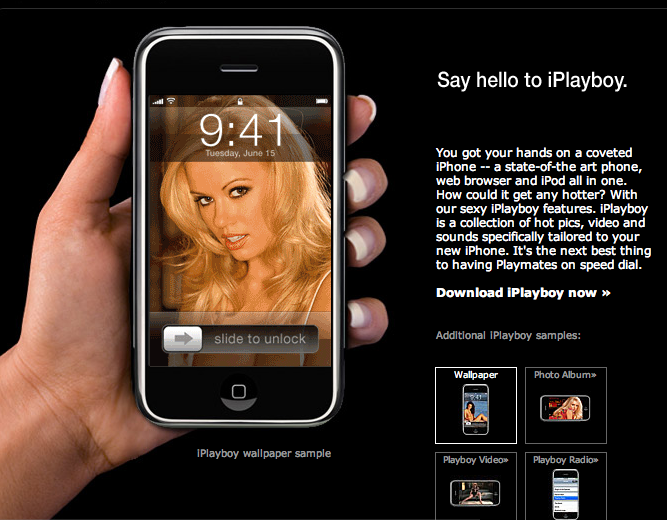 Say hello to iPlayboy.
9:41
Tuesday, June 15
slide to unlock
iPlayboy wallpaper sample
You got your hands on a coveted
iPhone -- a state-of-the art phone,
web browser and iPod all in one.
How could it get any hotter? With
our sexy iPlayboy features. iPlayboy
is a collection of hot pics, video and
sounds specifically tailored to your
new iPhone. It's the next best thing
to having Playmates on speed dial.
Download iPlayboy now »
Additional iPlayboy samples:
Wallpaper
9:41
Photo Album»
Playboy Video»
Playboy Radio»